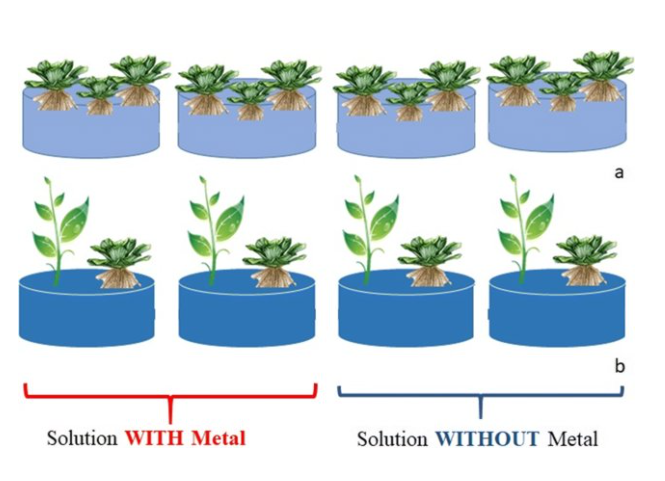 a
b
Solution WITH Metal
Solution WITHOUT Metal